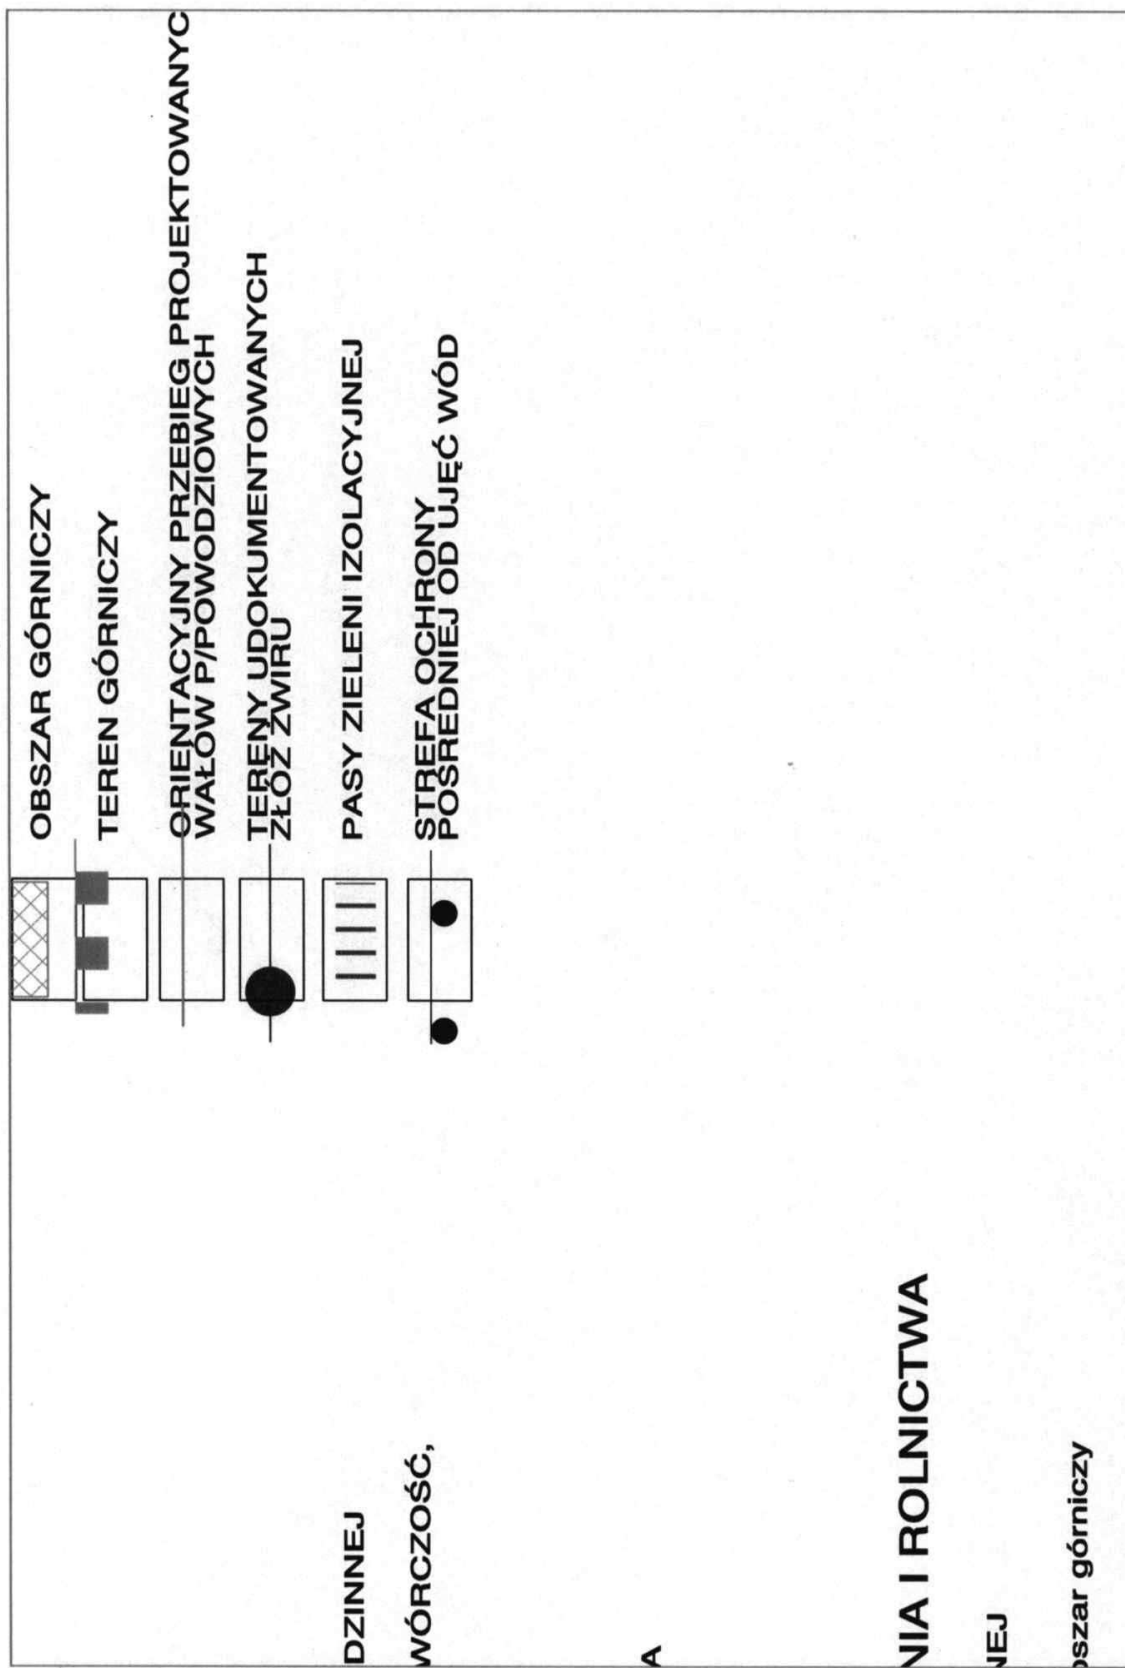 OBSZAR GÓRNICZY
TEREN GÓRNICZY
ORIENTACYJNY PRZEBIEG PROJEKTOWANYC
WAŁÓW P/POWODZIOWYCH
TERENY UDOKUMENTOWANYCH
ZŁÓŻ ŻWIRU
PASY ZIELENI IZOLACYJNEJ
STREFA OCHRONY
POŚREDNIEJ OD UJĘĆ WÓD
DZINNEJ
WÓRCZOŚĆ,
A
NIA I ROLNICTWA
NEJ
bszar górniczy